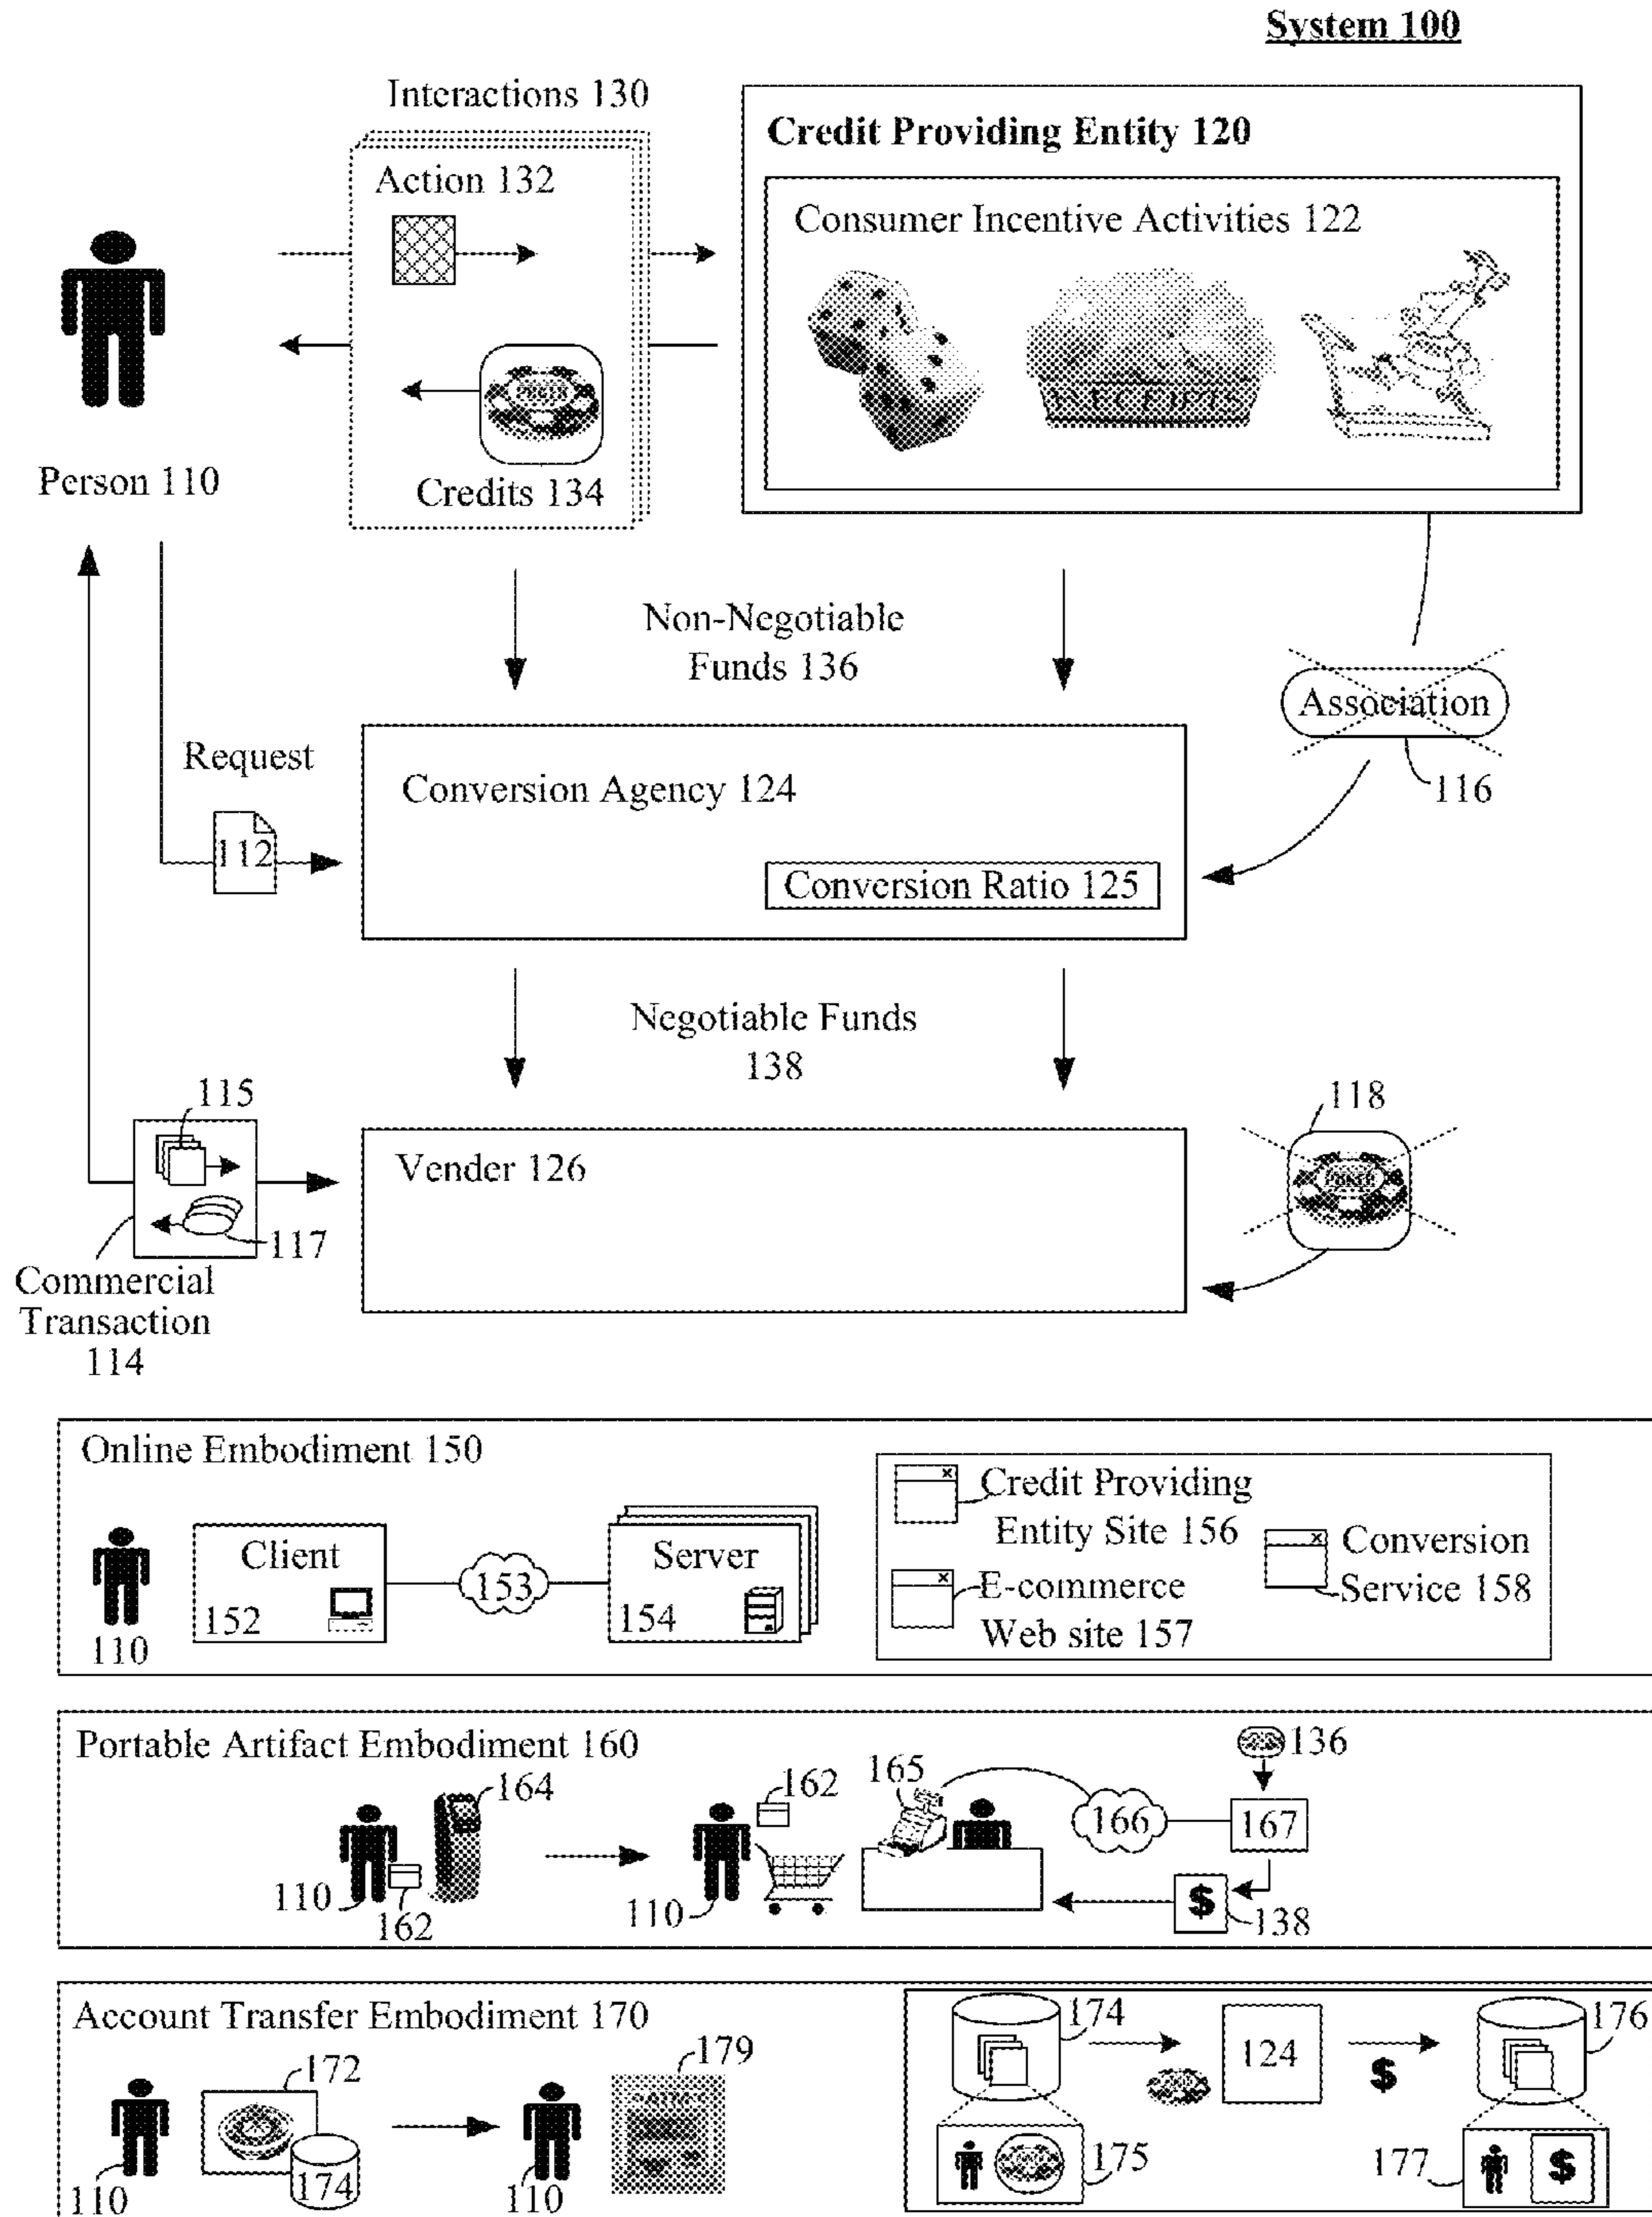 System 100
Interactions 130
Credit Providing Entity 120
Action 132
Consumer Incentive Activities 122
POKER
RECEIPTS
Person 110
Credits 134
Non-Negotiable
Funds 136
Association
116
Request
112
Conversion Agency 124
Conversion Ratio 125
Negotiable Funds
138
115
118
Vender 126
POKER
117
Commercial
Transaction
114
Online Embodiment 150
Credit Providing
Entity Site 156
Conversion
Service 158
E-commerce
Web site 157
Client
152
153
Server
154
110
Portable Artifact Embodiment 160
136
164
162
165
166
167
110
162
110
$
138
Account Transfer Embodiment 170
172
179
174
124
176
$
174
175
177
$
110
110